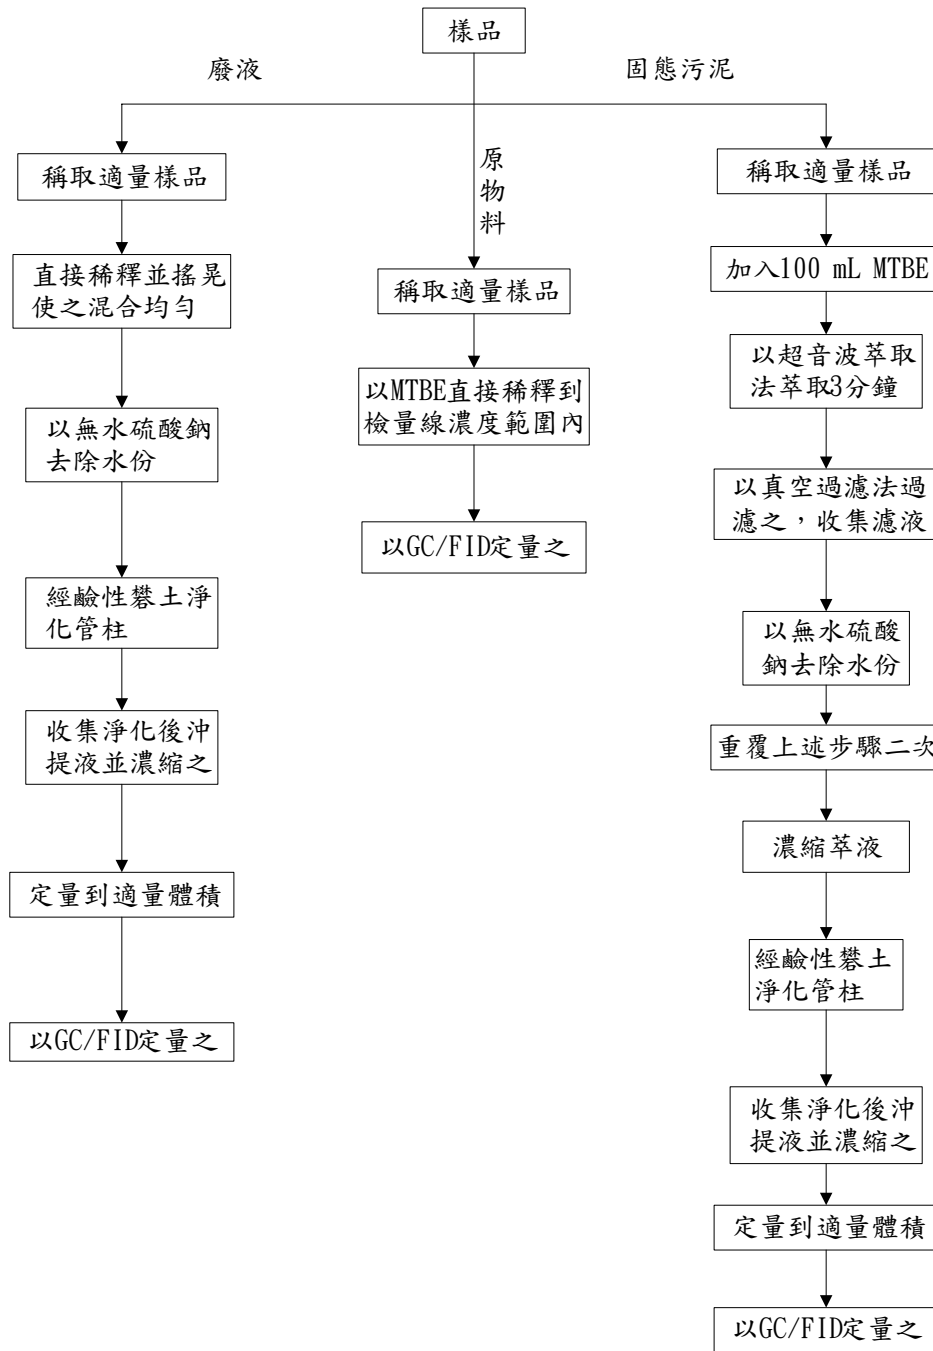 樣品
廢液
固態污泥
原
物
料
稱取適量樣品
直接稀釋並搖晃
使之混合均勻
以無水硫酸鈉
去除水份
經鹼性礬土淨
化管柱
收集淨化後沖
提液並濃縮之
定量到適量體積
以GC/FID定量之
稱取適量樣品
以MTBE直接稀釋到
檢量線濃度範圍內
以GC/FID定量之
稱取適量樣品
加入100 mL MTBE
以超音波萃取
法萃取3分鐘
以真空過濾法過
濾之，收集濾液
以無水硫酸
鈉去除水份
重覆上述步驟二次
濃縮萃液
經鹼性礬土
淨化管柱
收集淨化後沖
提液並濃縮之
定量到適量體積
以GC/FID定量之